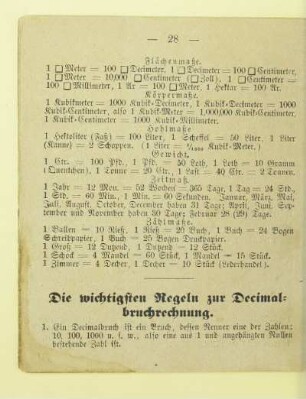 — 28 —
Flächenmaße.
1 □Meter = 100 □Decimeter, 1 □Decimeter = 100 □Centimeter,
1 □Meter = 10,000 □Centimeter (□Zoll), 1 □Centimeter =
100 □Millimeter, 1 Ar = 100 □Meter, 1 Hektar = 100 Ar.
Körpermaße.
1 Kubikmeter = 1000 Kubik-Decimeter, 1 Kubik-Decimeter = 1000
Kubik-Centimeter, also 1 Kubik-Meter = 1,000,000 Kubik-Centimeter,
1 Kubik-Centimeter = 1000 Kubik-Millimeter.
Hohlmaße.
1 Hektoliter (Faß) = 100 Liter, 1 Scheffel = 50 Liter, 1 Liter
(Kanne) = 2 Schoppen. (1 Liter = 1/1000 Kubik-Meter.)
Gewicht.
1 Ctr. = 100 Pfd., 1 Pfd. = 50 Loth, 1 Loth = 10 Gramm
(Quentchen), 1 Tonne = 20 Ctr., 1 Last = 40 Ctr. = 2 Tonnen.
Zeitmaß.
1 Jahr = 12 Mon. = 52 Wochen = 365 Tage, 1 Tag = 24 Std.
1 Std. = 60 Min., 1 Min. = 60 Sekunden. Januar, März, Mai,
Juli, August, October, December haben 31 Tage; April, Juni, Sep-
tember und November haben 30 Tage; Februar 28 (29) Tage.
Zählmaße.
1 Ballen = 10 Rieß, 1 Rieß = 20 Buch, 1 Buch = 24 Bogen
Schreibpapier, 1 Buch = 25 Bogen Druckpapier.
1 Groß = 12 Dutzend, 1 Dutzend = 12 Stück.
1 Schock = 4 Mandel = 60 Stück, 1 Mandel = 15 Stück.
1 Zimmer = 4 Decher, 1 Decher = 10 Stück (Lederhandel).
Die wichtigsten Regeln zur Decimal-
bruchrechnung.
1. Ein Decimalbruch ist ein Bruch, dessen Nenner eine der Zahlen:
10, 100, 1000 u. s. w., also eine aus 1 und angehängten Nullen
bestehende Zahl ist.